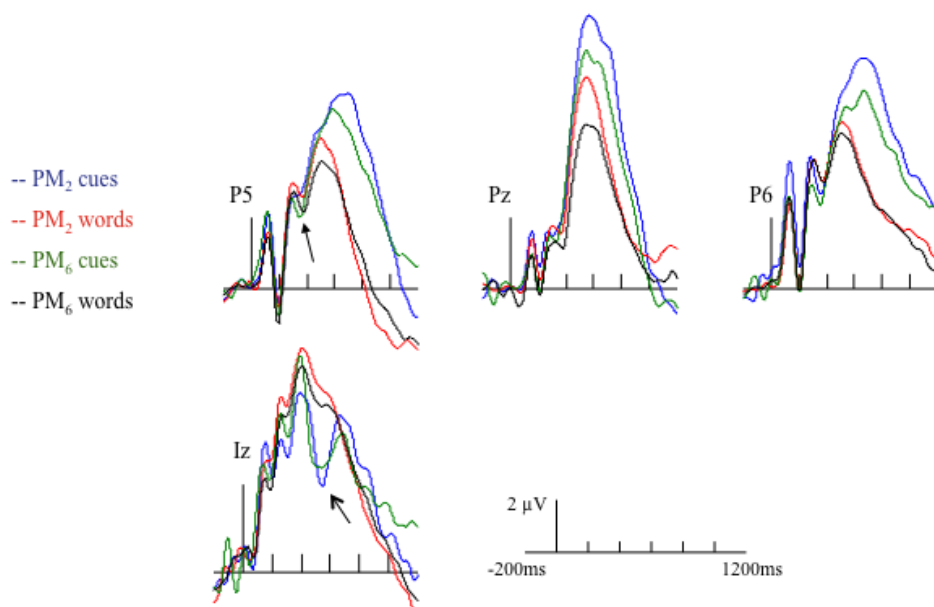 -- PM₂ cues
-- PM₂ words
-- PM₆ cues
-- PM₆ words
P5
Pz
P6
Iz
2 µV
-200ms 1200ms